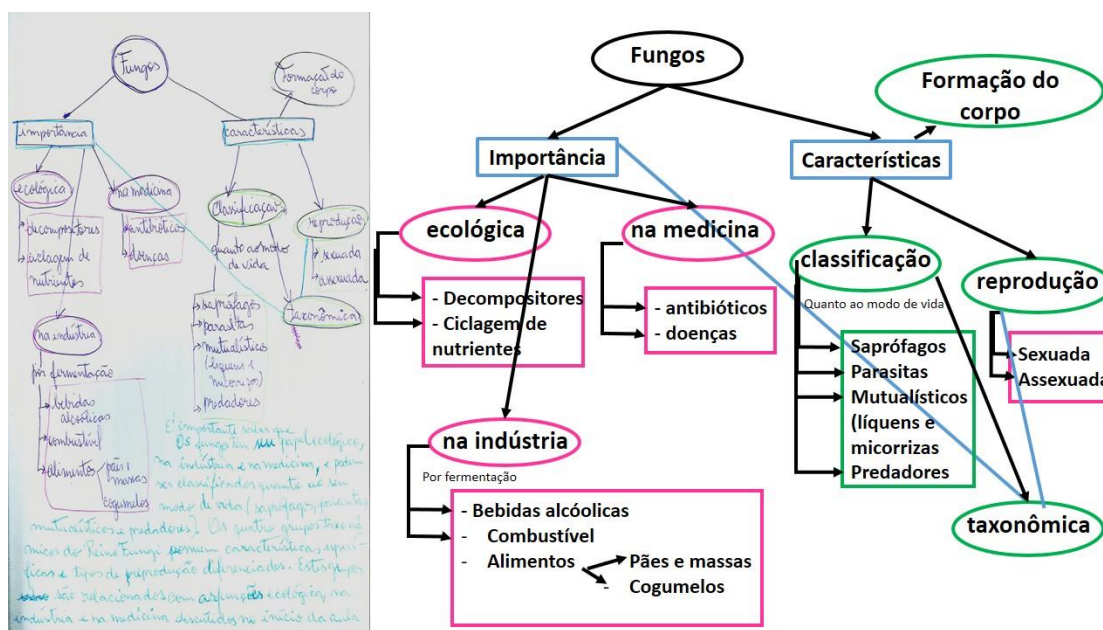 Fungos
Formação do
corpo
importância
características
ecológica
na medicina
decompositores
ciclagem de
nutrientes
antibióticos
doenças
Classificação
reprodução
quanto ao modo
de vida
sexuada
assexuada
taxonômica
saprófagos
parasitas
mutualísticos
(líquens e
micorrizas)
predadores
na indústria
por fermentação
bebidas
alcoólicas
combustível
alimentos
pães e
massas
cogumelos
É importante saber que
Os fungos tem seu papel ecológico,
na indústria e na medicina, e podem
ser classificados quanto ao seu
modo de vida (saprófagos, parasitas,
mutualísticos e predadores). Os quatro grupos taxonô-
micos do Reino Fungi possuem características especí-
ficas e tipos de reprodução diferenciados. Estes grupos
são relacionados com as funções ecológica, na
indústria e na medicina discutidos no início da aula
Fungos
Formação do
corpo
Importância
Características
ecológica
na medicina
classificação
reprodução
- Decompositores
- Ciclagem de
nutrientes
- antibióticos
- doenças
Quanto ao modo de vida
Saprófagos
Parasitas
Mutualísticos
(líquens e
micorrizas
Predadores
Sexuada
Assexuada
na indústria
taxonômica
Por fermentação
- Bebidas alcóolicas
- Combustível
- Alimentos
Pães e massas
- Cogumelos